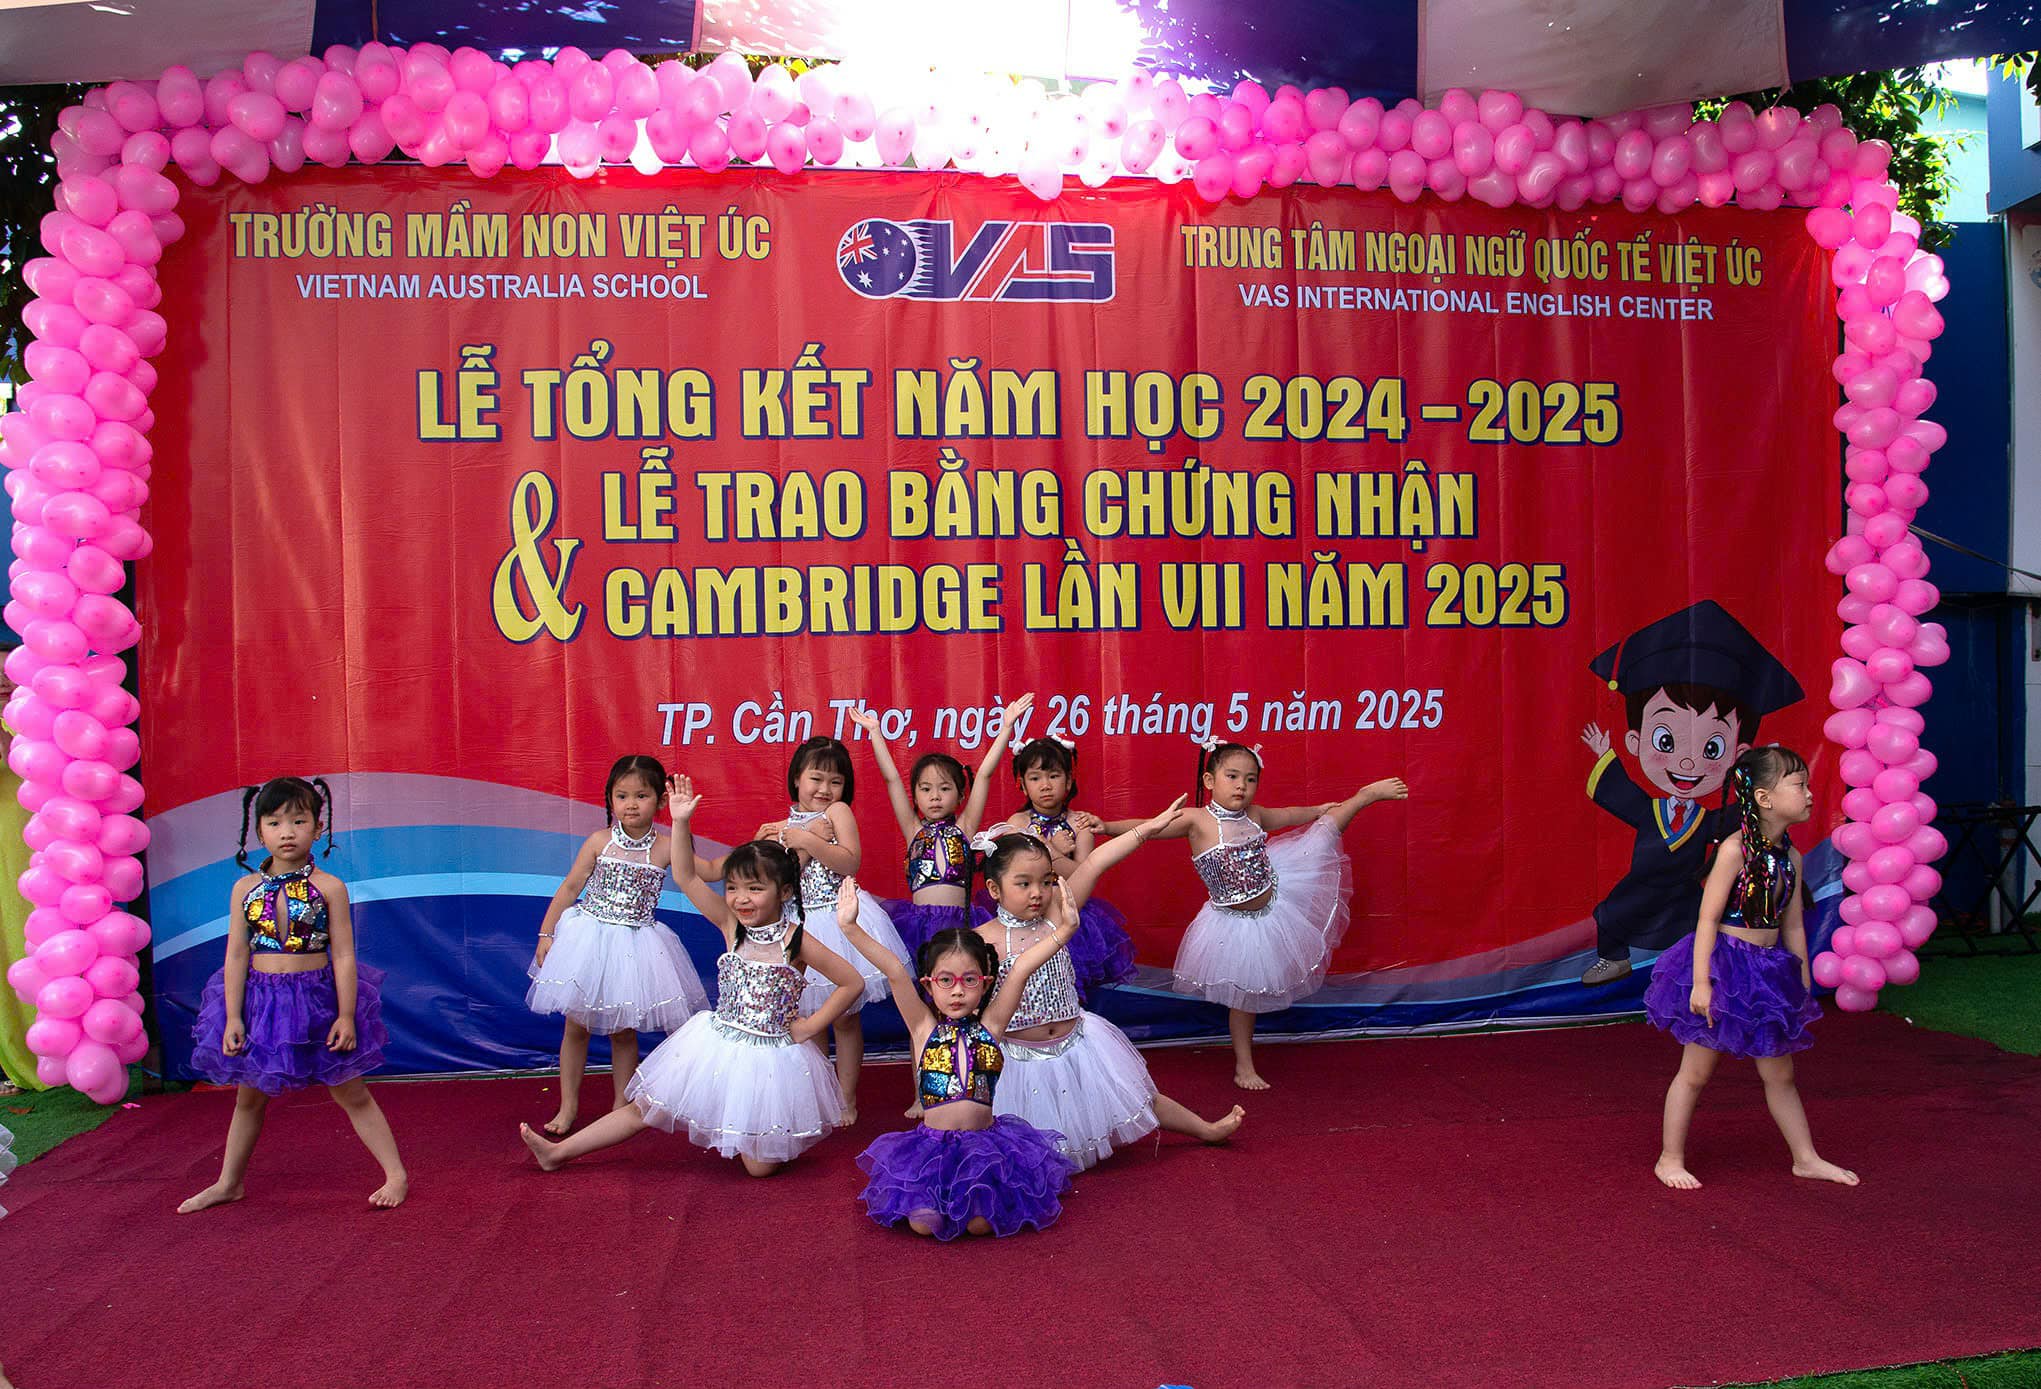 TRƯỜNG MẦM NON VIỆT ÚC
VIETNAM AUSTRALIA SCHOOL
VAS
TRUNG TÂM NGOẠI NGỮ QUỐC TẾ VIỆT ÚC
VAS INTERNATIONAL ENGLISH CENTER
LỄ TỔNG KẾT NĂM HỌC 2024 – 2025
& LỄ TRAO BẰNG CHỨNG NHẬN
CAMBRIDGE LẦN VII NĂM 2025
TP. Cần Thơ, ngày 26 tháng 5 năm 2025